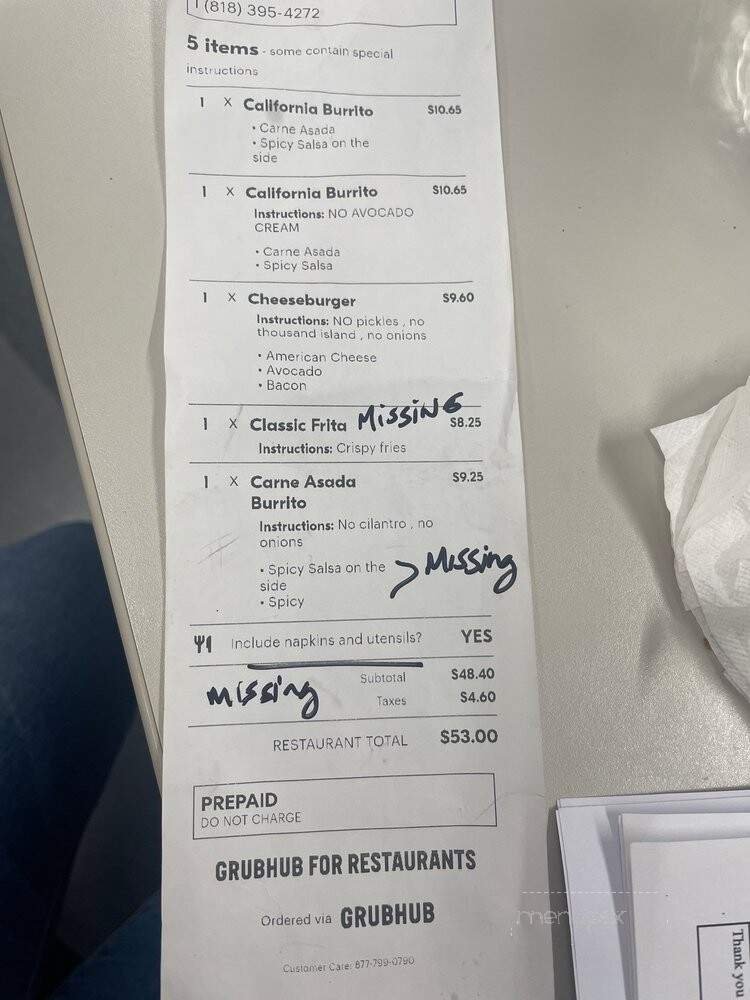 (818) 395-4272
5 items - some contain special
instructions
1 X California Burrito $10.65
• Carne Asada
• Spicy Salsa on the
side
1 X California Burrito $10.65
Instructions: NO AVOCADO
CREAM
• Carne Asada
• Spicy Salsa
1 X Cheeseburger $9.60
Instructions: NO pickles , no
thousand island , no onions
• American Cheese
• Avocado
• Bacon
1 X Classic Frita MissiNG $8.25
Instructions: Crispy fries
1 X Carne Asada $9.25
Burrito
Instructions: No cilantro , no
onions
• Spicy Salsa on the > Missing
side
• Spicy
Include napkins and utensils? YES
Missing
Subtotal $48.40
Taxes $4.60
RESTAURANT TOTAL $53.00
PREPAID
DO NOT CHARGE
GRUBHUB FOR RESTAURANTS
Ordered via GRUBHUB
Customer Care: 877-799-0790
Thank you